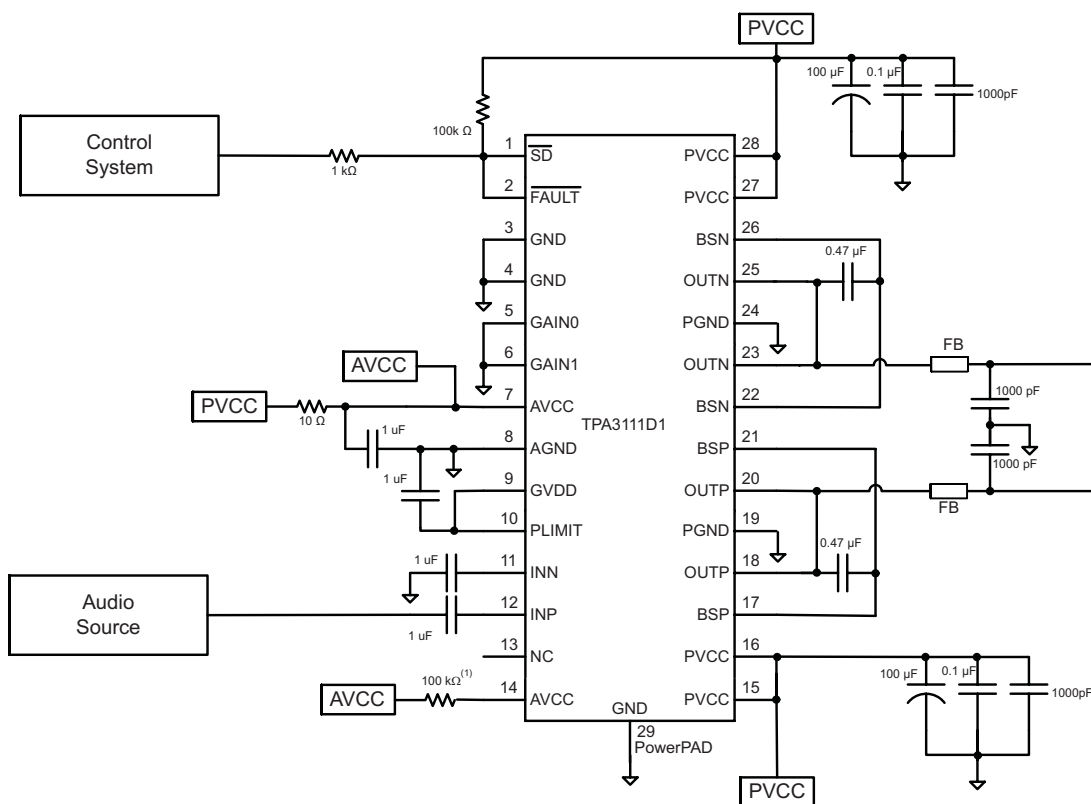 PVCC
100 µF
0.1 µF
1000pF
100k Ω
Control
System
1 kΩ
1
SD
28
PVCC
2
FAULT
27
PVCC
3
GND
26
BSN
0.47 µF
4
GND
25
OUTN
5
GAIN0
24
PGND
6
GAIN1
23
OUTN
FB
AVCC
PVCC
10 Ω
7
AVCC
22
BSN
1000 pF
TPA3111D1
1 uF
8
AGND
21
BSP
1000 pF
1 uF
9
GVDD
20
OUTP
FB
10
PLIMIT
19
PGND
0.47 µF
1 uF
11
INN
18
OUTP
Audio
Source
1 uF
12
INP
17
BSP
13
NC
16
PVCC
100 µF
0.1 µF
1000pF
AVCC
100 kΩ(1)
14
AVCC
15
PVCC
GND
29
PowerPAD
PVCC